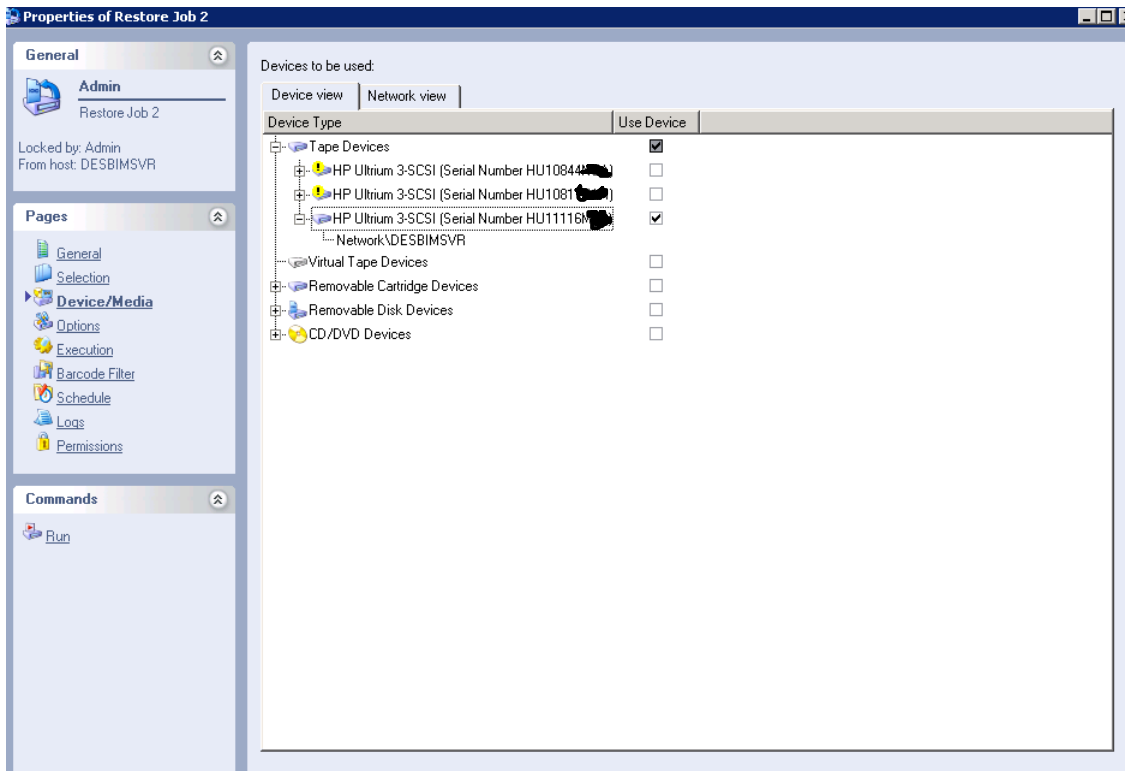 Properties of Restore Job 2
General
Admin
Restore Job 2
Locked by: Admin
From host: DESBIMSVR
Pages
General
Selection
Device/Media
Options
Execution
Barcode Filter
Schedule
Logs
Permissions
Commands
Run
Devices to be used:
Device view Network view
Device Type Use Device
Tape Devices
HP Ultrium 3-SCSI (Serial Number HU10844
HP Ultrium 3-SCSI (Serial Number HU1081
HP Ultrium 3-SCSI (Serial Number HU11116M
Network\DESBIMSVR
Virtual Tape Devices
Removable Cartridge Devices
Removable Disk Devices
CD/DVD Devices